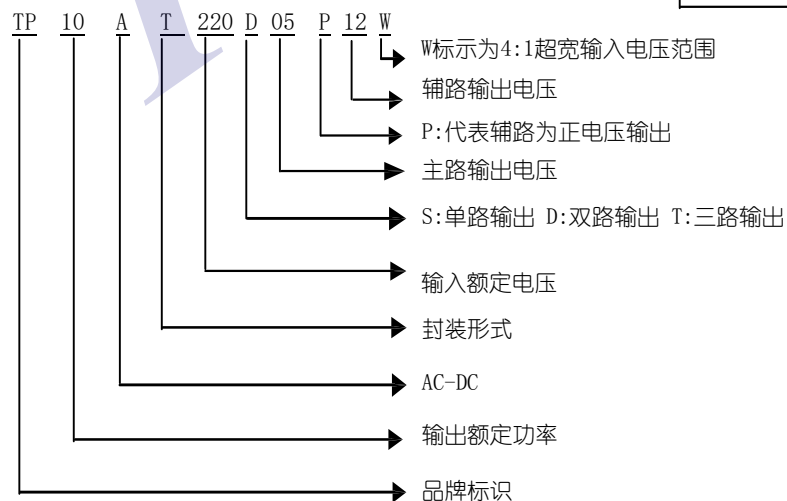 TP 10 A T 220 D 05 P 12 W
W标示为4:1超宽输入电压范围
辅路输出电压
P:代表辅路为正电压输出
主路输出电压
S:单路输出 D:双路输出 T:三路输出
输入额定电压
封装形式
AC-DC
输出额定功率
品牌标识